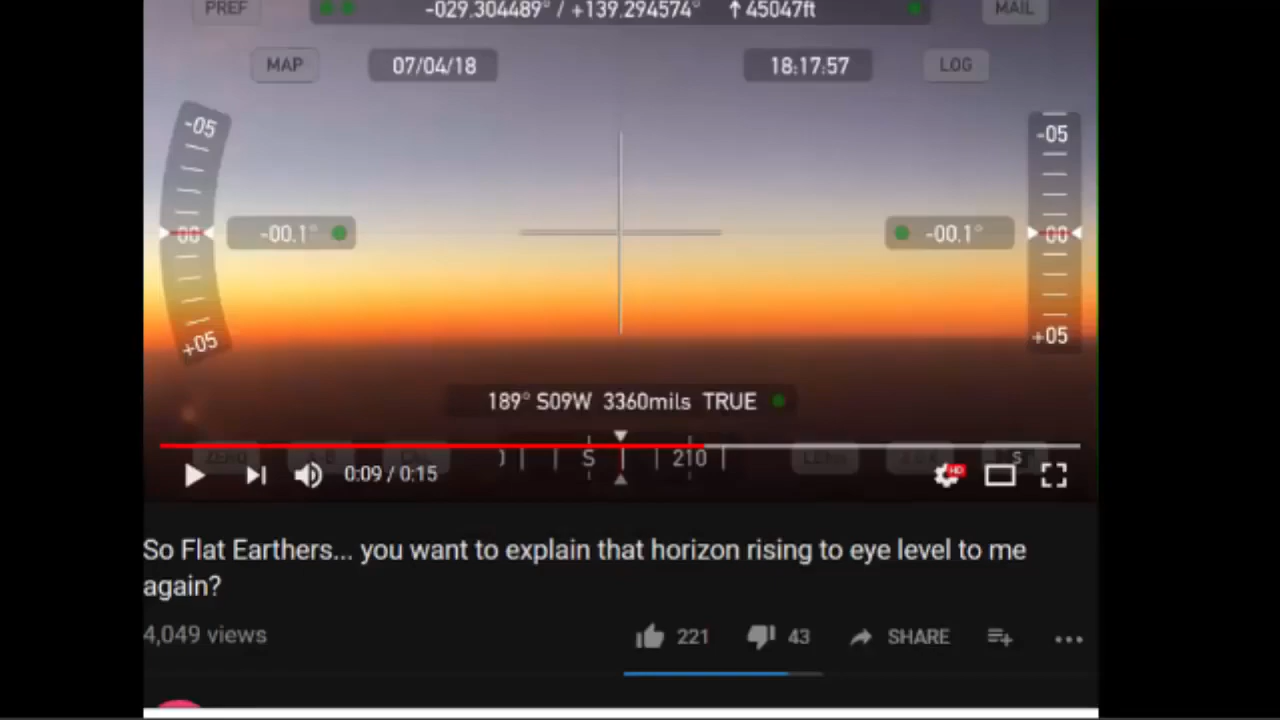 PREF -029.304489° / +139.294574° ↑ 45047ft MAIL
MAP 07/04/18 18:17:57 LOG
-05 -05
00 -00.1° -00.1° 00
+05 +05
189° S09W 3360mils TRUE
S 210 S
0:09 / 0:15 HD
So Flat Earthers... you want to explain that horizon rising to eye level to me
again?
4,049 views 221 43 SHARE